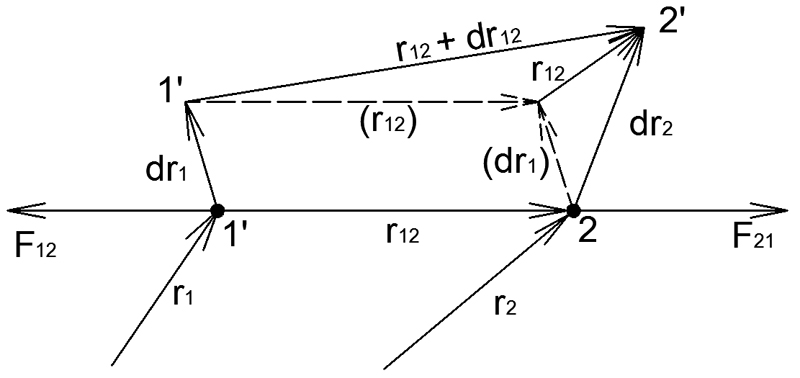 2'
r12 + dr12
1'
r12
(r12)
dr1
(dr1)
dr2
F12
1'
r12
2
F21
r1
r2